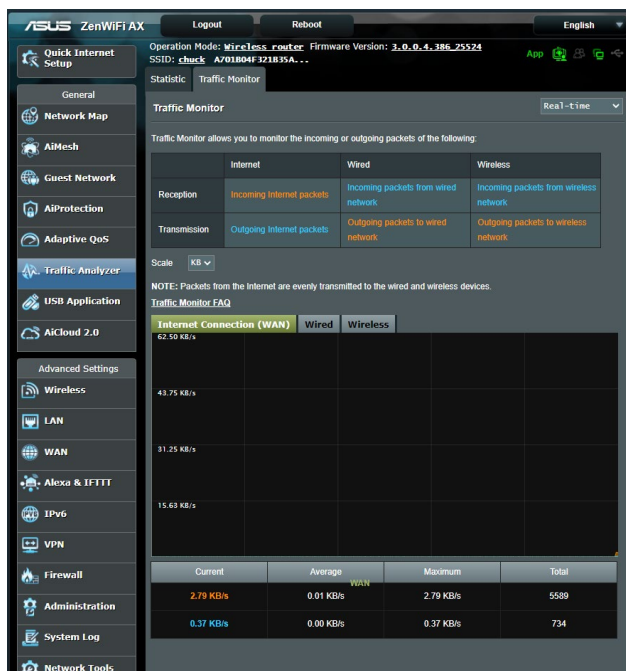 ASUS ZenWiFi AX Logout Reboot English
Quick Internet Setup
Operation Mode: Wireless router Firmware Version: 3.0.0.4.386_25524
SSID: chuck A701B04F321B35A...
App
Statistic Traffic Monitor
General
Network Map
AiMesh
Guest Network
AiProtection
Adaptive QoS
Traffic Analyzer
USB Application
AiCloud 2.0
Advanced Settings
Wireless
LAN
WAN
Alexa & IFTTT
IPv6
VPN
Firewall
Administration
System Log
Network Tools
Traffic Monitor Real-time
Traffic Monitor allows you to monitor the incoming or outgoing packets of the following:
Internet Wired Wireless
Reception Incoming Internet packets Incoming packets from wired network Incoming packets from wireless network
Transmission Outgoing Internet packets Outgoing packets to wired network Outgoing packets to wireless network
Scale KB
NOTE: Packets from the Internet are evenly transmitted to the wired and wireless devices.
Traffic Monitor FAQ
Internet Connection (WAN) Wired Wireless
62.50 KB/s
43.75 KB/s
31.25 KB/s
15.63 KB/s
Current Average Maximum Total
WAN
2.79 KB/s 0.01 KB/s 2.79 KB/s 5589
0.37 KB/s 0.00 KB/s 0.37 KB/s 734